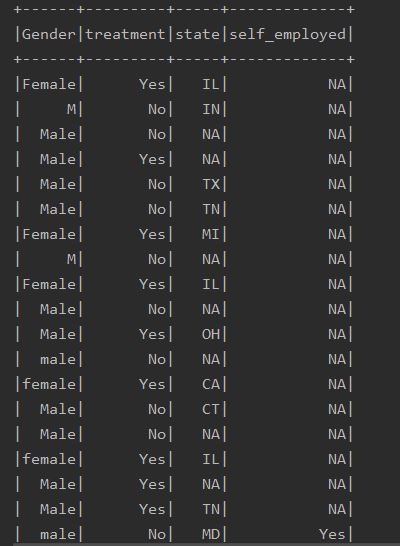 +------+---------+-----+-------------+
|Gender|treatment|state|self_employed|
+------+---------+-----+-------------+
|Female|      Yes|   IL|           NA|
|     M|       No|   IN|           NA|
|  Male|       No|   NA|           NA|
|  Male|      Yes|   NA|           NA|
|  Male|       No|   TX|           NA|
|  Male|       No|   TN|           NA|
|Female|      Yes|   MI|           NA|
|     M|       No|   NA|           NA|
|Female|      Yes|   IL|           NA|
|  Male|       No|   NA|           NA|
|  Male|      Yes|   OH|           NA|
|  male|       No|   NA|           NA|
|female|      Yes|   CA|           NA|
|  Male|       No|   CT|           NA|
|  Male|       No|   NA|           NA|
|female|      Yes|   IL|           NA|
|  Male|      Yes|   NA|           NA|
|  Male|      Yes|   TN|           NA|
|  male|       No|   MD|          Yes|